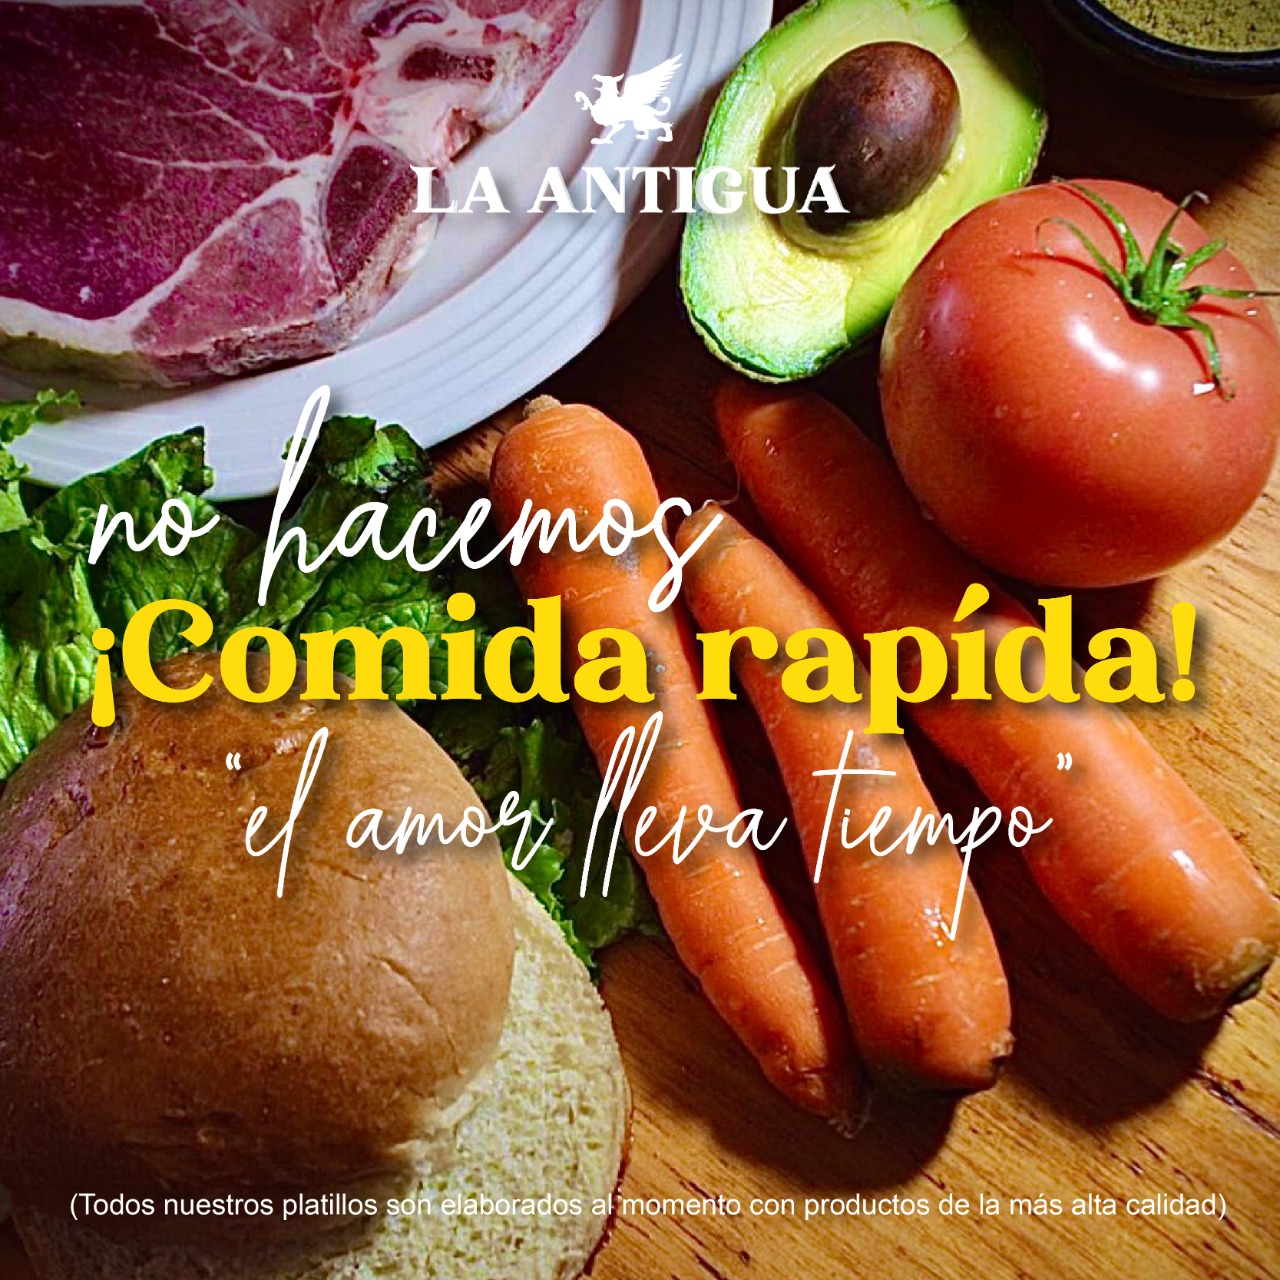 LA ANTIGUA
no hacemos
¡Comida rapída!
“el amor lleva tiempo”
(Todos nuestros platillos son elaborados al momento con productos de la más alta calidad)